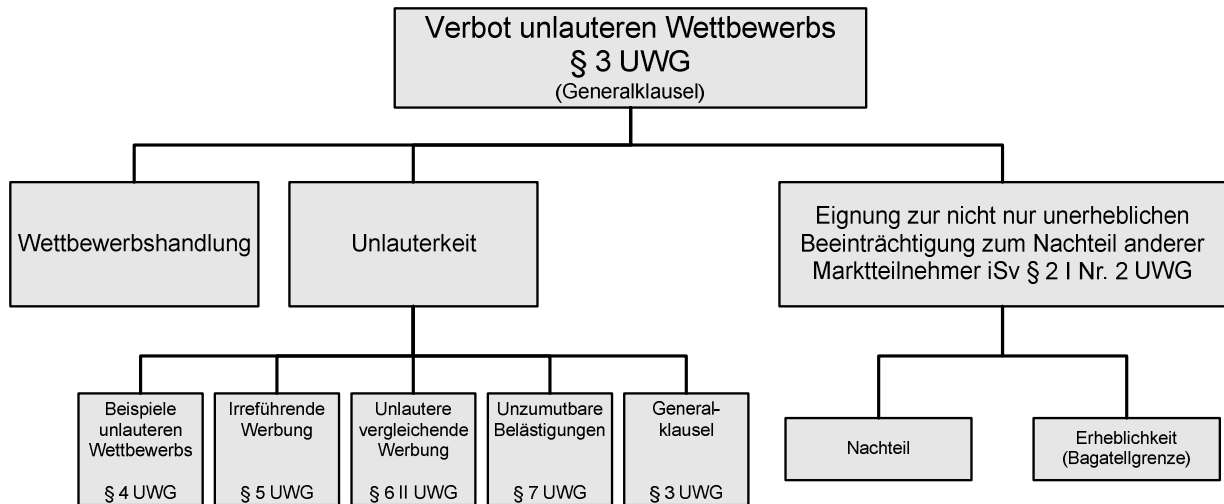 Verbot unlauteren Wettbewerbs
§ 3 UWG
(Generalklausel)
Wettbewerbshandlung
Unlauterkeit
Eignung zur nicht nur unerheblichen
Beeinträchtigung zum Nachteil anderer
Marktteilnehmer iSv § 2 I Nr. 2 UWG
Beispiele
unlauteren
Wettbewerbs
§ 4 UWG
Irreführende
Werbung
§ 5 UWG
Unlautere
vergleichende
Werbung
§ 6 II UWG
Unzumutbare
Belästigungen
§ 7 UWG
General-
klausel
§ 3 UWG
Nachteil
Erheblichkeit
(Bagatellgrenze)